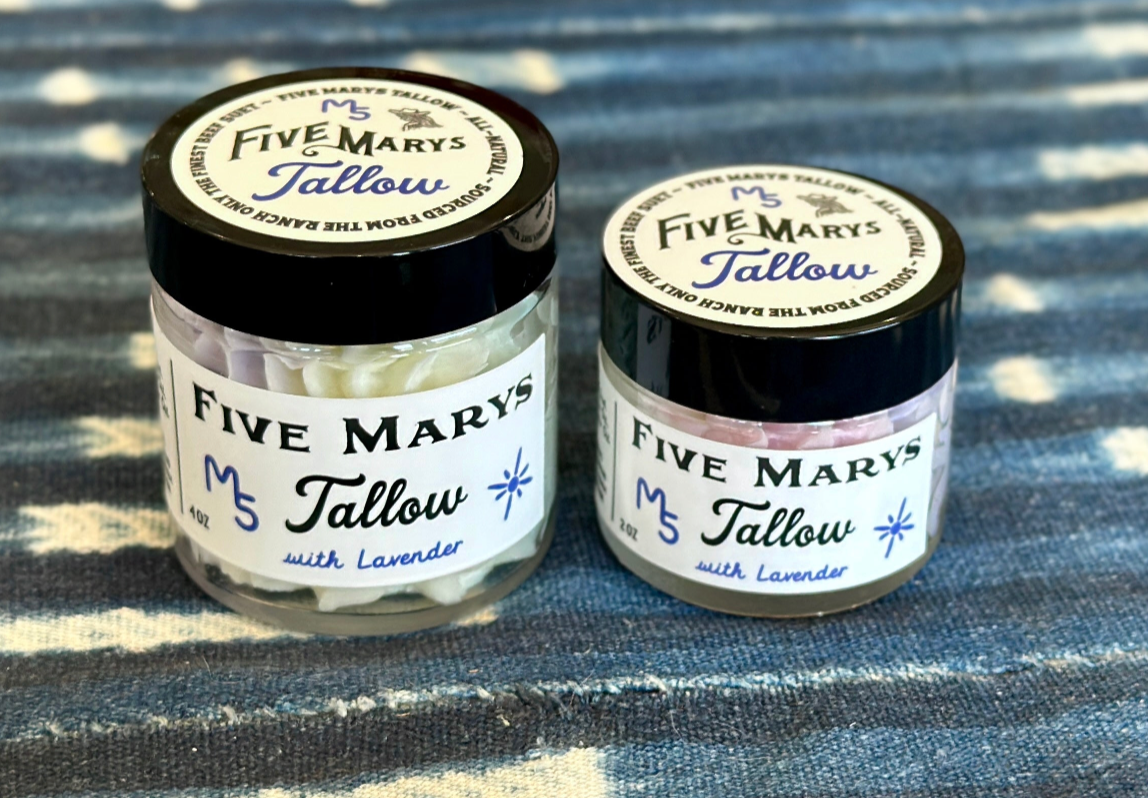 FIVE MARYS TALLOW ~ ALL-NATURAL ~ SOURCED FROM THE RANCH ONLY THE FINEST BEEF SUET ~
M5
FIVE MARYS
Tallow
FIVE MARYS
M5
Tallow
4OZ
with Lavender
FIVE MARYS TALLOW ~ ALL-NATURAL ~ SOURCED FROM THE RANCH ONLY THE FINEST BEEF SUET ~
M5
FIVE MARYS
Tallow
FIVE MARYS
M5
Tallow
2OZ
with Lavender